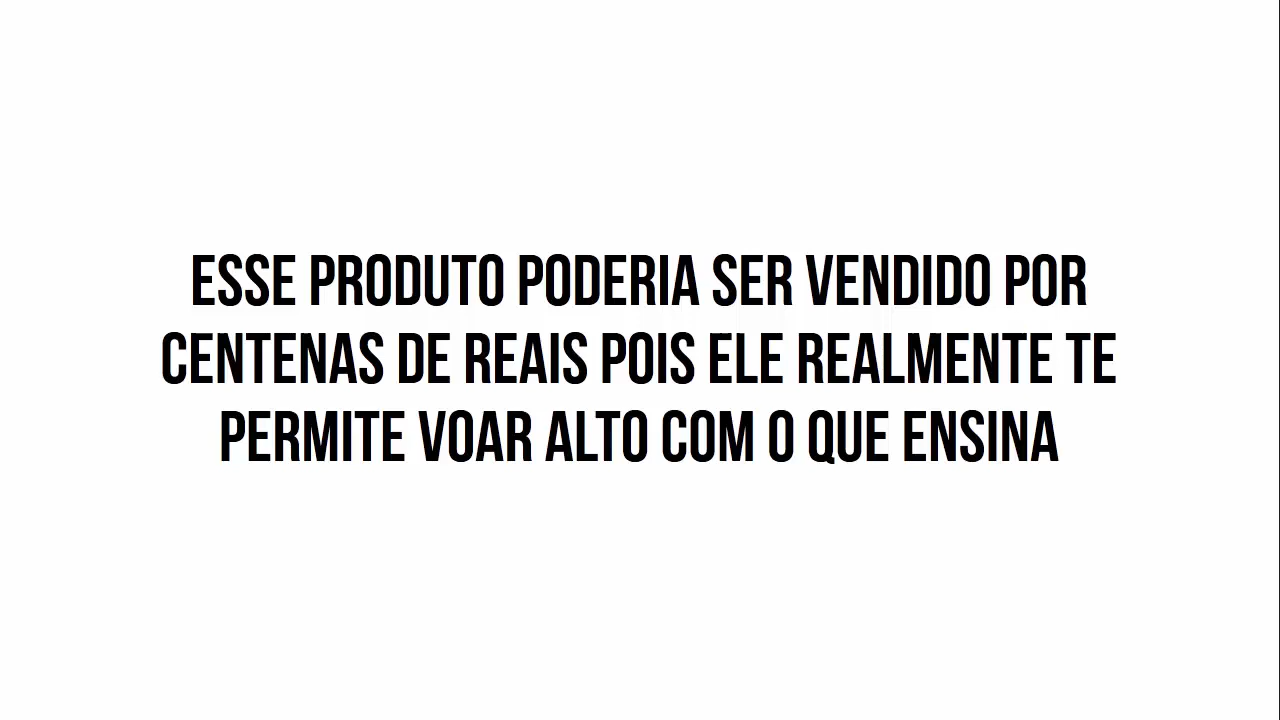 ESSE PRODUTO PODERIA SER VENDIDO POR
CENTENAS DE REAIS POIS ELE REALMENTE TE
PERMITE VOAR ALTO COM O QUE ENSINA